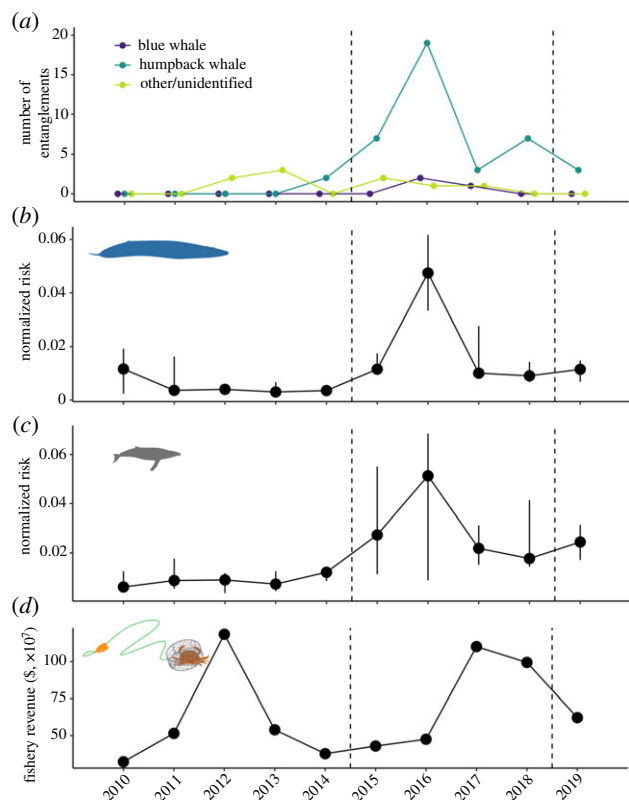 (a)
20
15
10
5
0
number of
entanglements
blue whale
humpback whale
other/unidentified
(b)
0.06
0.04
0.02
0
normalized risk
(c)
0.06
0.04
0.02
normalized risk
(d)
100
75
50
fishery revenue ($, ×10⁷)
2010
2011
2012
2013
2014
2015
2016
2017
2018
2019